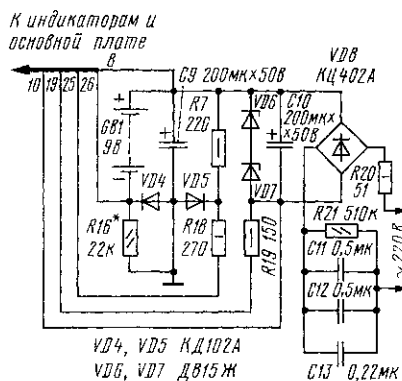 К индикаторам и
основной плате
8
10 19 25 26
C9 200мк×50В
R7
220
VD6
C10
200мк×
×50В
VD8
КЦ402А
GB1
9В
VD4
VD5
VD7
R20
51
R16*
22к
R18
270
R19 150
R21 510к
C11 0,5мк
C12 0,5мк
C13 0,22мк
~220В
VD4, VD5 КД102А
VD6, VD7 Д815Ж